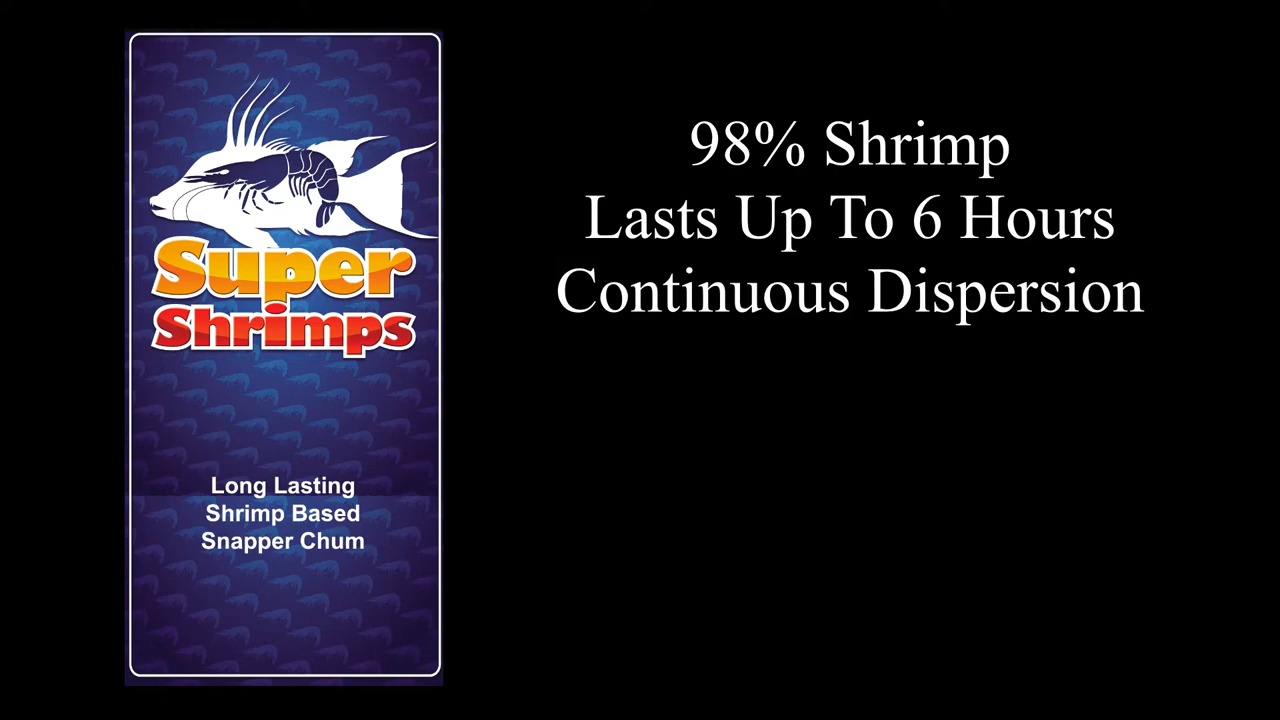 Super
Shrimps
Long Lasting
Shrimp Based
Snapper Chum
98% Shrimp
Lasts Up To 6 Hours
Continuous Dispersion